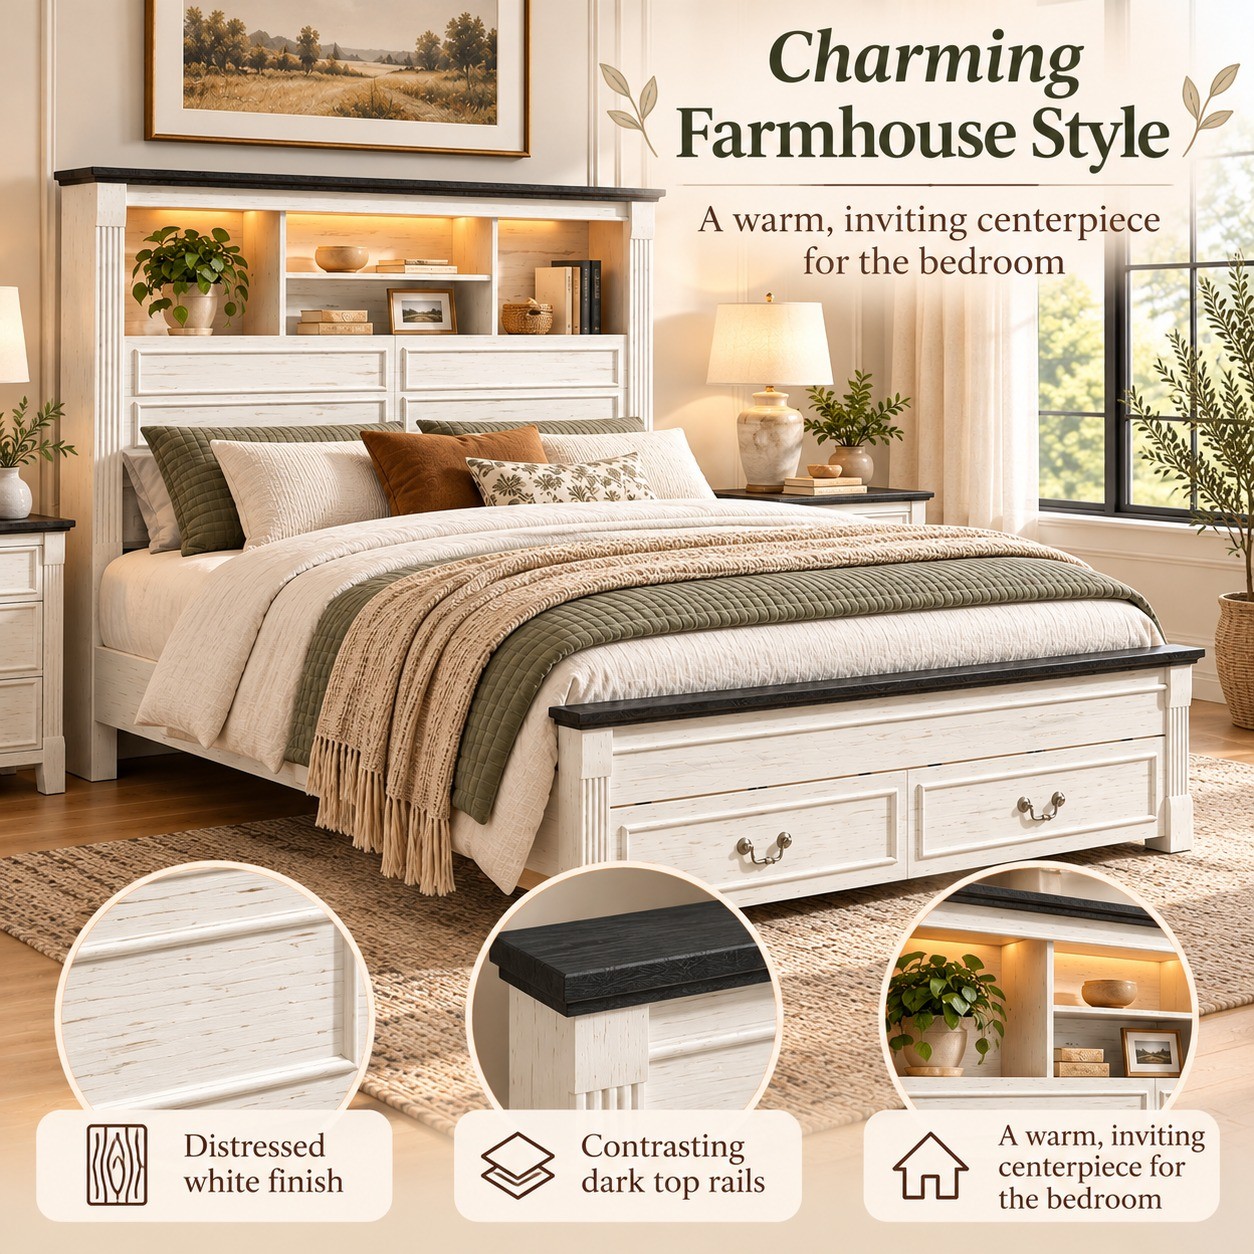 Charming
Farmhouse Style
A warm, inviting centerpiece
for the bedroom
Distressed
white finish
Contrasting
dark top rails
A warm, inviting
centerpiece for
the bedroom